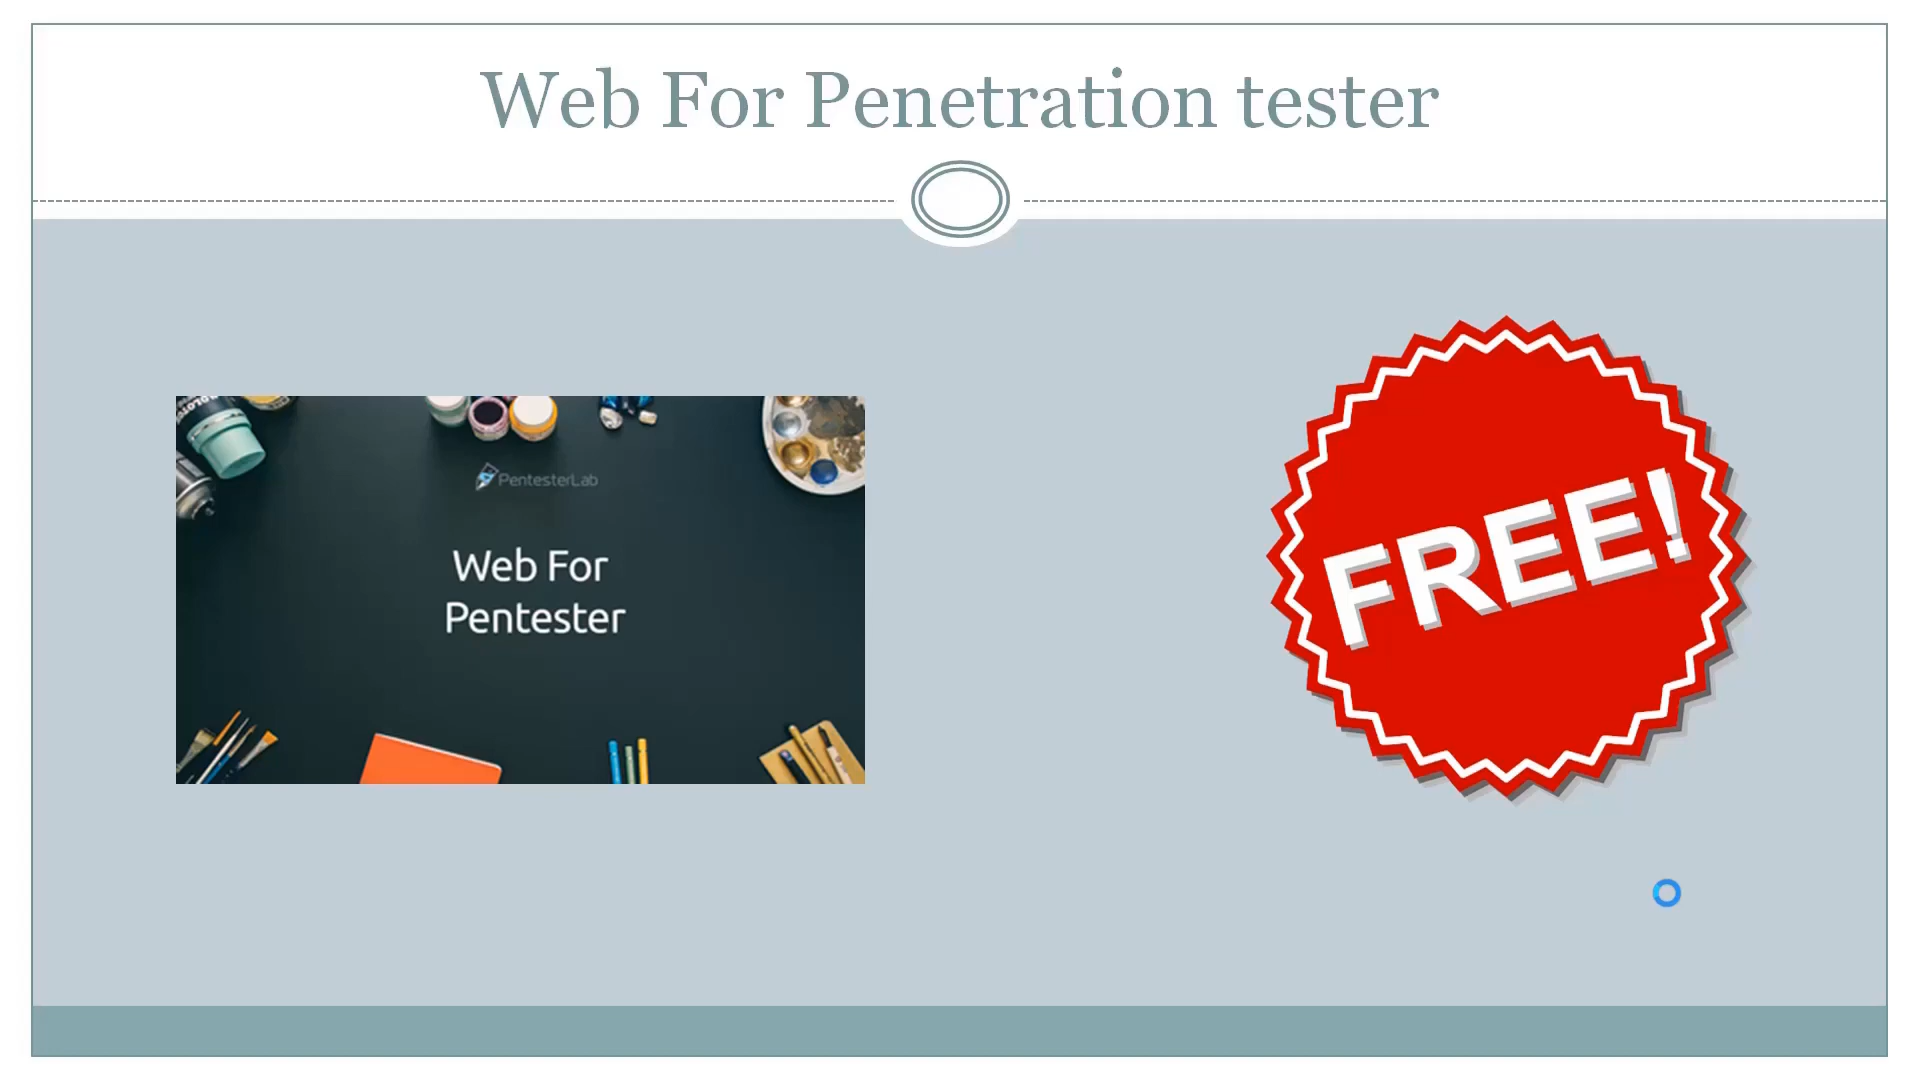 Web For Penetration tester
PentesterLab
Web For
Pentester
FREE!